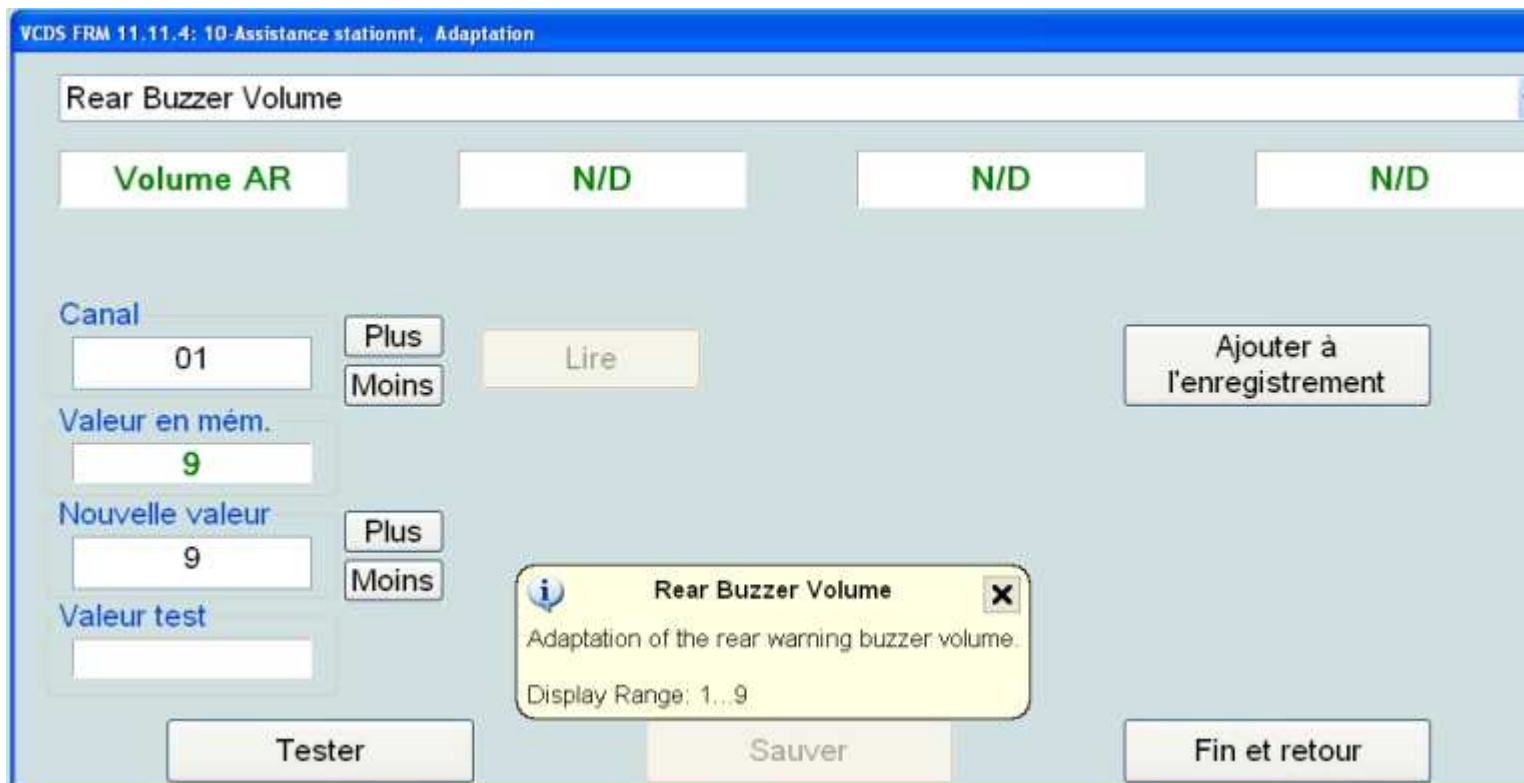 VCDS FRM 11.11.4: 10-Assistance stationnt, Adaptation
Rear Buzzer Volume
Volume AR N/D N/D N/D
Canal
01
Plus
Moins
Lire
Ajouter à
l'enregistrement
Valeur en mém.
9
Nouvelle valeur
9
Plus
Moins
Valeur test
Rear Buzzer Volume
Adaptation of the rear warning buzzer volume.
Display Range: 1...9
Tester Sauver Fin et retour